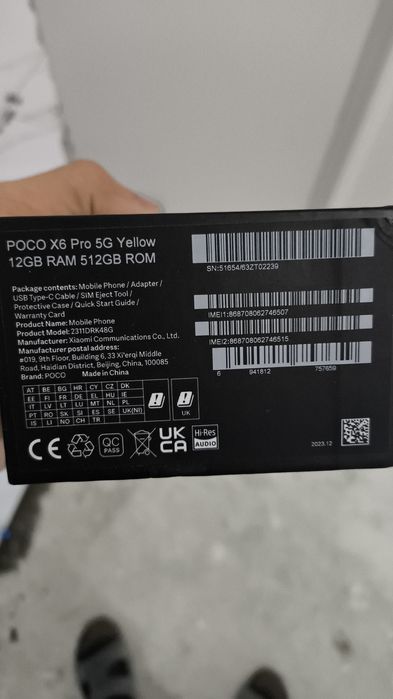 POCO X6 Pro 5G Yellow
12GB RAM 512GB ROM
Package contents: Mobile Phone / Adapter /
USB Type-C Cable / SIM Eject Tool /
Protective Case / Quick Start Guide /
Warranty Card
Product Name: Mobile Phone
Model: 2311DRK48G
Manufacturer: Xiaomi Communications Co., Ltd.
#019, 9th Floor, Building 6, 33 Xi'erqi Middle
Road, Haidian District, Beijing, China, 100085
Brand: POCO Made in China
AT BE BG HR CY CZ DK
EE FI FR DE EL HU IE
IT LV LT LU MT NL PL
PT RO SK SI ES SE UK(NI)
IS LI NO CH TR
UK
CE
QC
PASS
UK
CA
Hi-Res
AUDIO
SN:51654/63ZT02239
IMEI1:868708062746507
IMEI2:868708062746515
6 941812 757659
2023.12